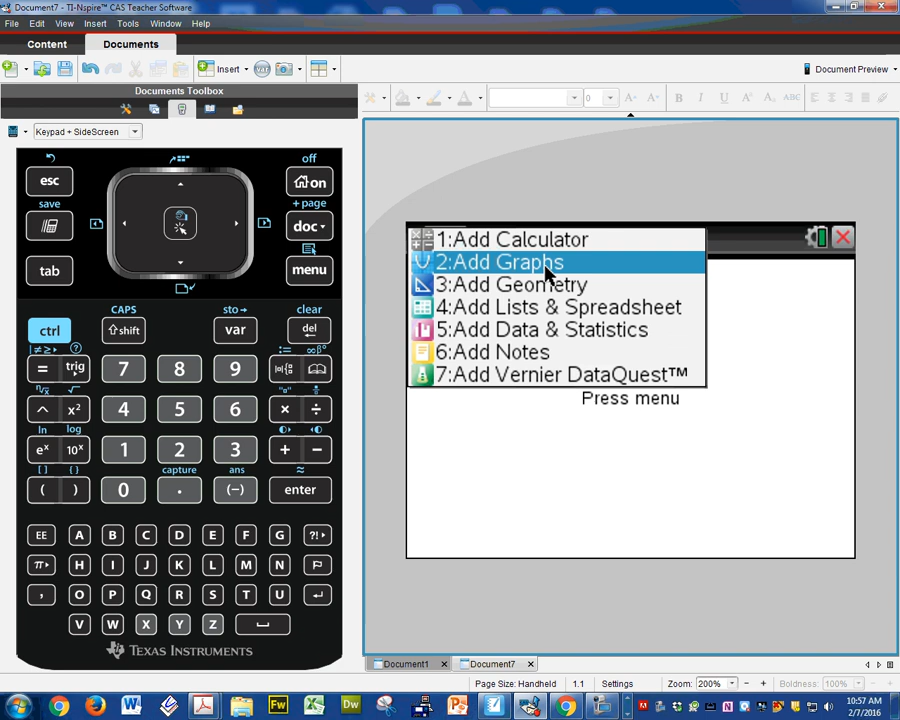 Document7 - TI-Nspire™ CAS Teacher Software
File Edit View Insert Tools Window Help
Content Documents
Insert Document Preview
Documents Toolbox
0 B I U ABC
Keypad + SideScreen
off
esc on
save + page
doc
tab menu
CAPS sto→ clear
ctrl shift var del
= trig 7 8 9
^ x² 4 5 6 × ÷
ln log
eˣ 10ˣ 1 2 3 + −
[ ] { } capture ans ≈
( ) 0 . (−) enter
EE A B C D E F G ?!▸
π▸ H I J K L M N
, O P Q R S T U
V W X Y Z
TEXAS INSTRUMENTS
1:Add Calculator
2:Add Graphs
3:Add Geometry
4:Add Lists & Spreadsheet
5:Add Data & Statistics
6:Add Notes
7:Add Vernier DataQuest™
Press menu
Document1 Document7
Page Size: Handheld 1.1 Settings Zoom: 200% Boldness: 100%
Fw Dw
10:57 AM
2/7/2016